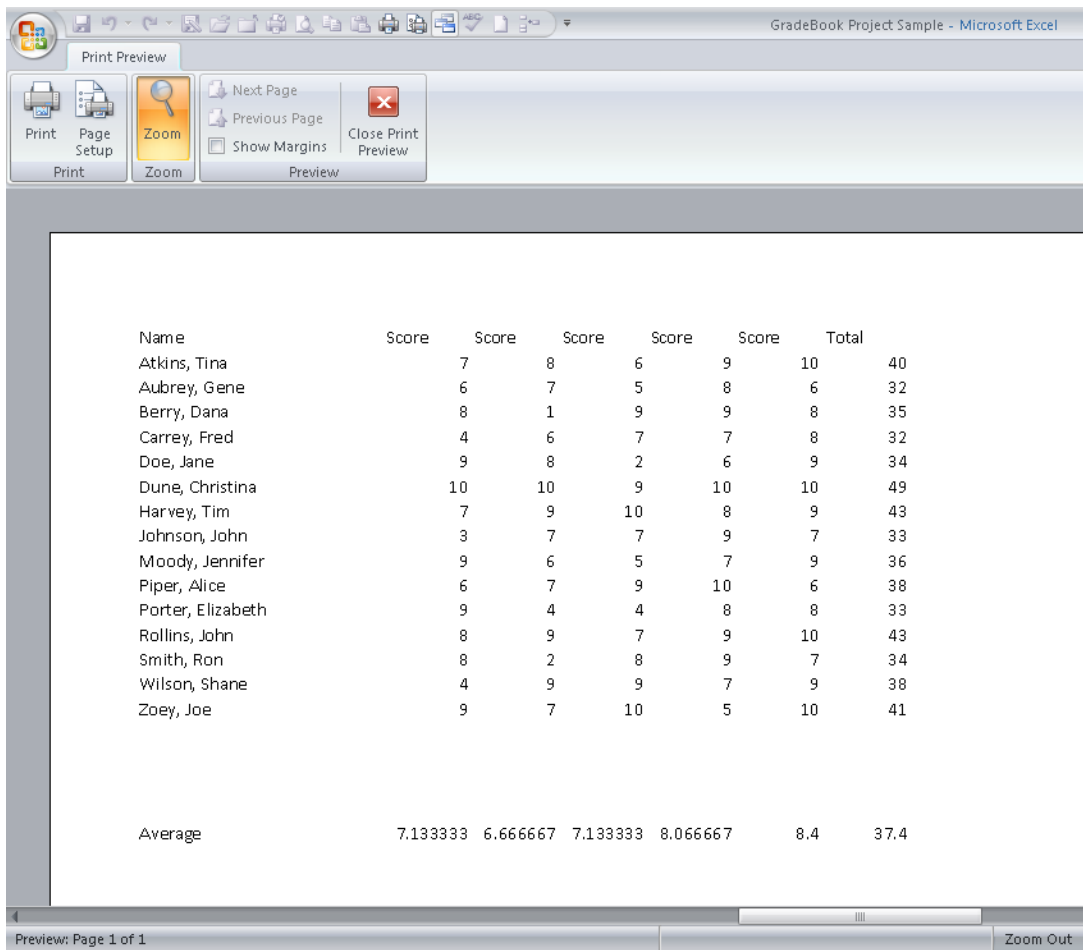 GradeBook Project Sample - Microsoft Excel
Print Preview
Print
Page Setup
Zoom
Next Page
Previous Page
Show Margins
Close Print Preview
Print
Zoom
Preview
Name Score Score Score Score Score Total
Atkins, Tina 7 8 6 9 10 40
Aubrey, Gene 6 7 5 8 6 32
Berry, Dana 8 1 9 9 8 35
Carrey, Fred 4 6 7 7 8 32
Doe, Jane 9 8 2 6 9 34
Dune, Christina 10 10 9 10 10 49
Harvey, Tim 7 9 10 8 9 43
Johnson, John 3 7 7 9 7 33
Moody, Jennifer 9 6 5 7 9 36
Piper, Alice 6 7 9 10 6 38
Porter, Elizabeth 9 4 4 8 8 33
Rollins, John 8 9 7 9 10 43
Smith, Ron 8 2 8 9 7 34
Wilson, Shane 4 9 9 7 9 38
Zoey, Joe 9 7 10 5 10 41
Average 7.133333 6.666667 7.133333 8.066667 8.4 37.4
Preview: Page 1 of 1
Zoom Out